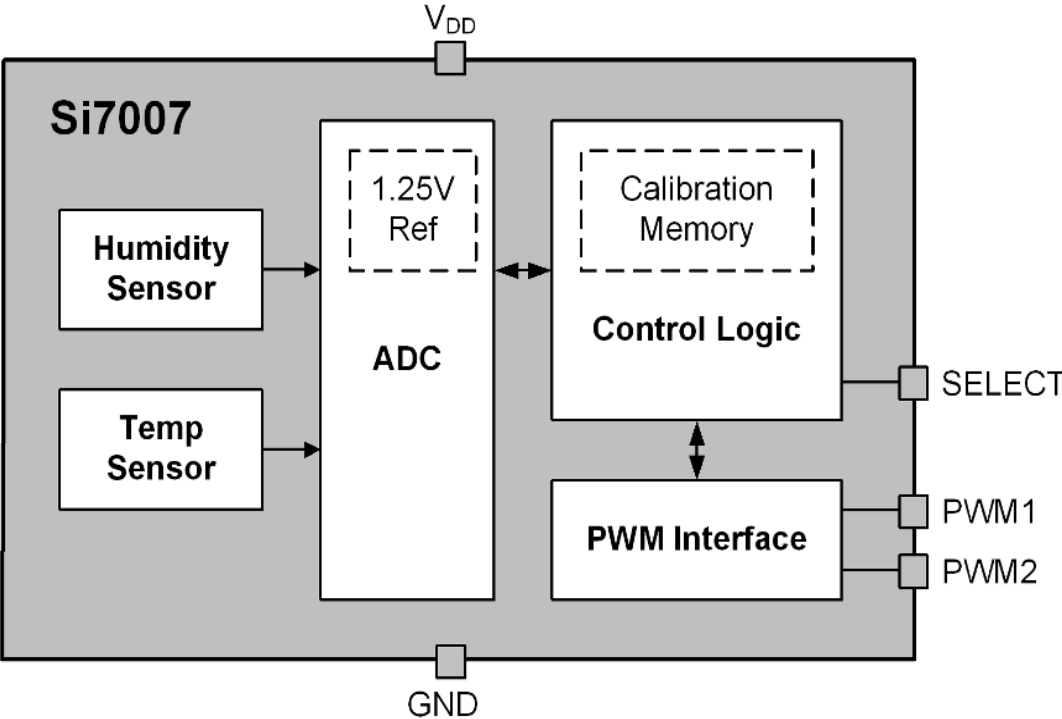 VDD
Si7007
Humidity
Sensor
Temp
Sensor
1.25V
Ref
ADC
Calibration
Memory
Control Logic
PWM Interface
SELECT
PWM1
PWM2
GND